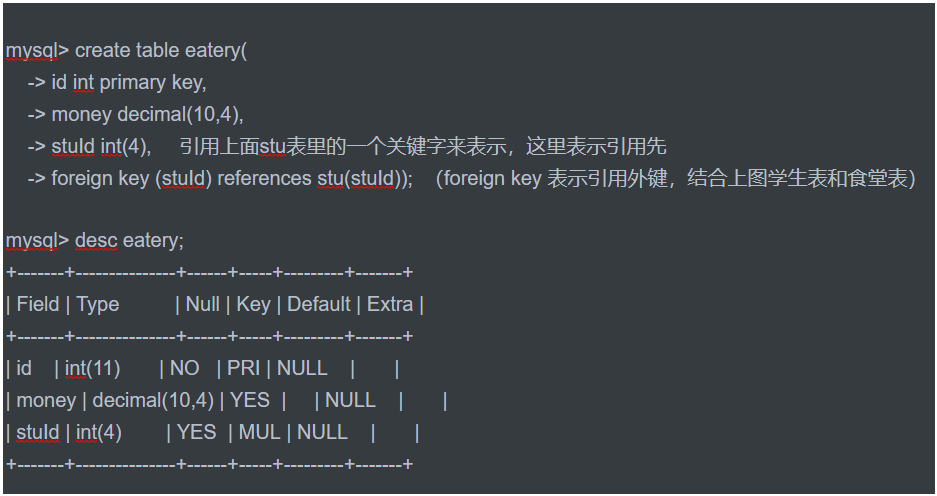 mysql> create table eatery(
-> id int primary key,
-> money decimal(10,4),
-> stuId int(4), 引用上面stu表里的一个关键字来表示，这里表示引用先
-> foreign key (stuId) references stu(stuId)); （foreign key 表示引用外键，结合上图学生表和食堂表）
mysql> desc eatery;
+-------+---------------+------+-----+---------+-------+
| Field | Type | Null | Key | Default | Extra |
+-------+---------------+------+-----+---------+-------+
| id | int(11) | NO | PRI | NULL | |
| money | decimal(10,4) | YES | | NULL | |
| stuId | int(4) | YES | MUL | NULL | |
+-------+---------------+------+-----+---------+-------+